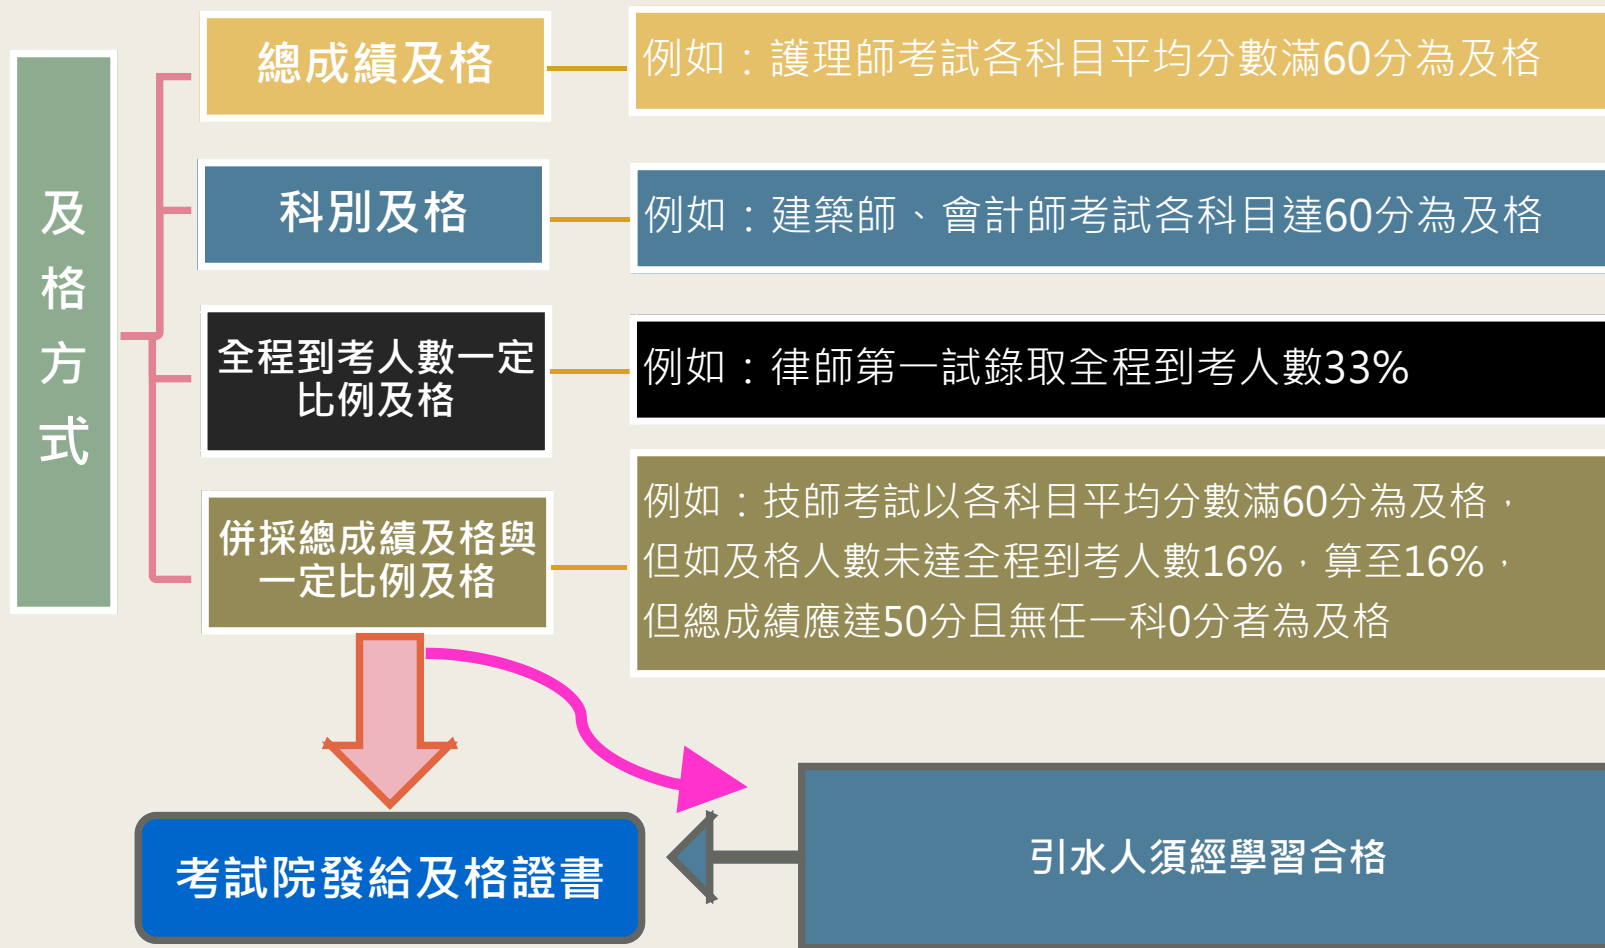 及格方式
總成績及格
例如：護理師考試各科目平均分數滿60分為及格
科別及格
例如：建築師、會計師考試各科目達60分為及格
全程到考人數一定
比例及格
例如：律師第一試錄取全程到考人數33%
併採總成績及格與
一定比例及格
例如：技師考試以各科目平均分數滿60分為及格，
但如及格人數未達全程到考人數16%，算至16%，
但總成績應達50分且無任一科0分者為及格
考試院發給及格證書
引水人須經學習合格